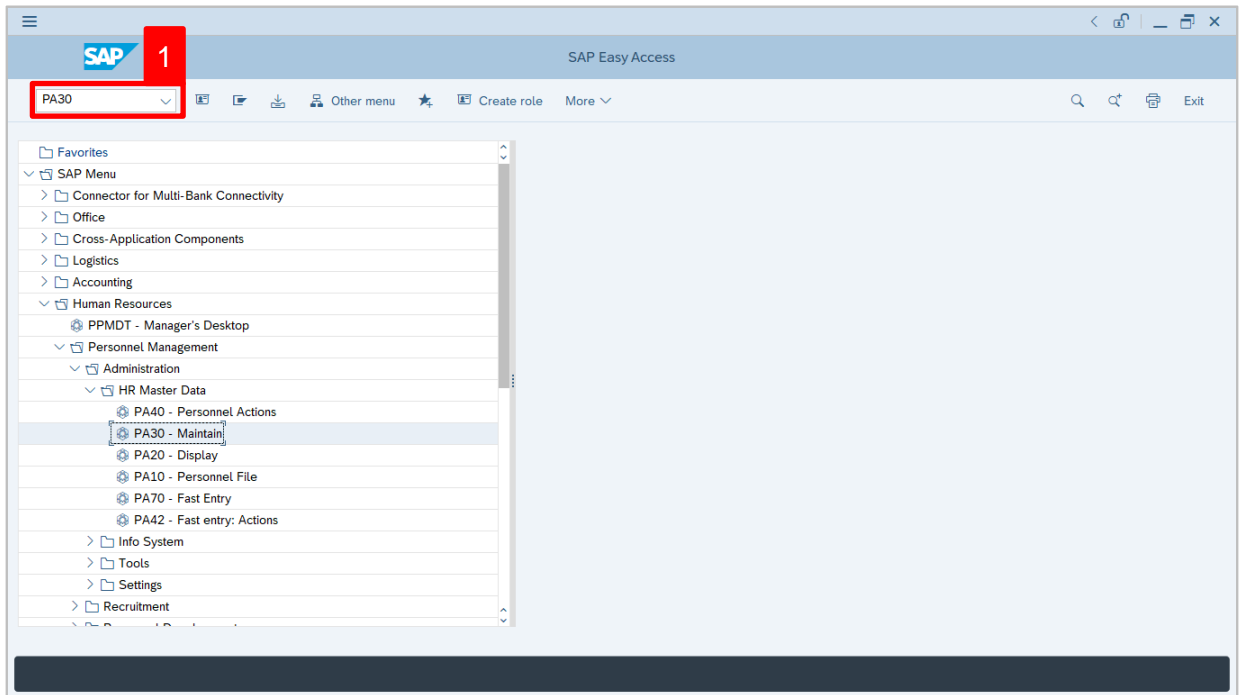 SAP
1
SAP Easy Access
PA30
Other menu
Create role
More
Exit
Favorites
SAP Menu
Connector for Multi-Bank Connectivity
Office
Cross-Application Components
Logistics
Accounting
Human Resources
PPMDT - Manager's Desktop
Personnel Management
Administration
HR Master Data
PA40 - Personnel Actions
PA30 - Maintain
PA20 - Display
PA10 - Personnel File
PA70 - Fast Entry
PA42 - Fast entry: Actions
Info System
Tools
Settings
Recruitment